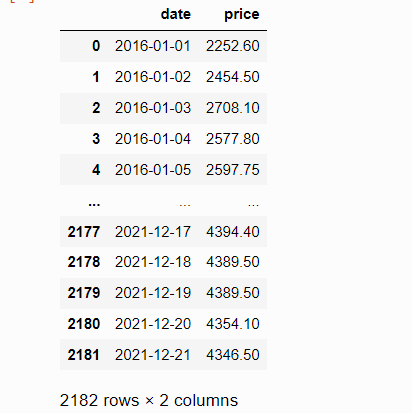 date price
0 2016-01-01 2252.60
1 2016-01-02 2454.50
2 2016-01-03 2708.10
3 2016-01-04 2577.80
4 2016-01-05 2597.75
... ... ...
2177 2021-12-17 4394.40
2178 2021-12-18 4389.50
2179 2021-12-19 4389.50
2180 2021-12-20 4354.10
2181 2021-12-21 4346.50
2182 rows × 2 columns